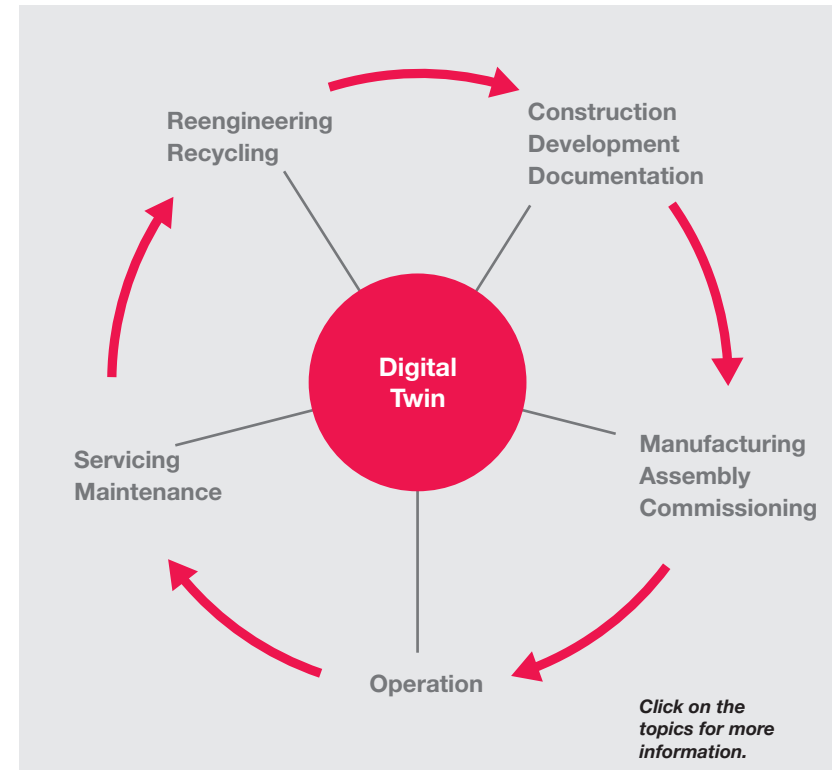 Reengineering
Recycling
Construction
Development
Documentation
Digital
Twin
Servicing
Maintenance
Manufacturing
Assembly
Commissioning
Operation
Click on the
topics for more
information.